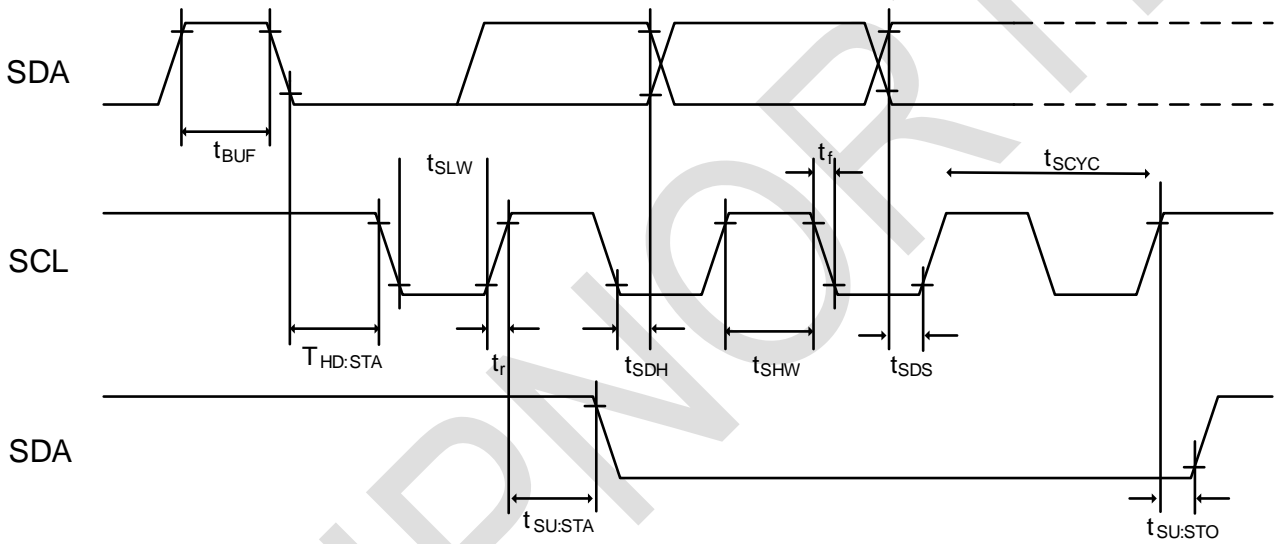 SDA
tBUF
tSLW
tf
tSCYC
SCL
THD:STA
tr
tSDH
tSHW
tSDS
SDA
tSU:STA
tSU:STO